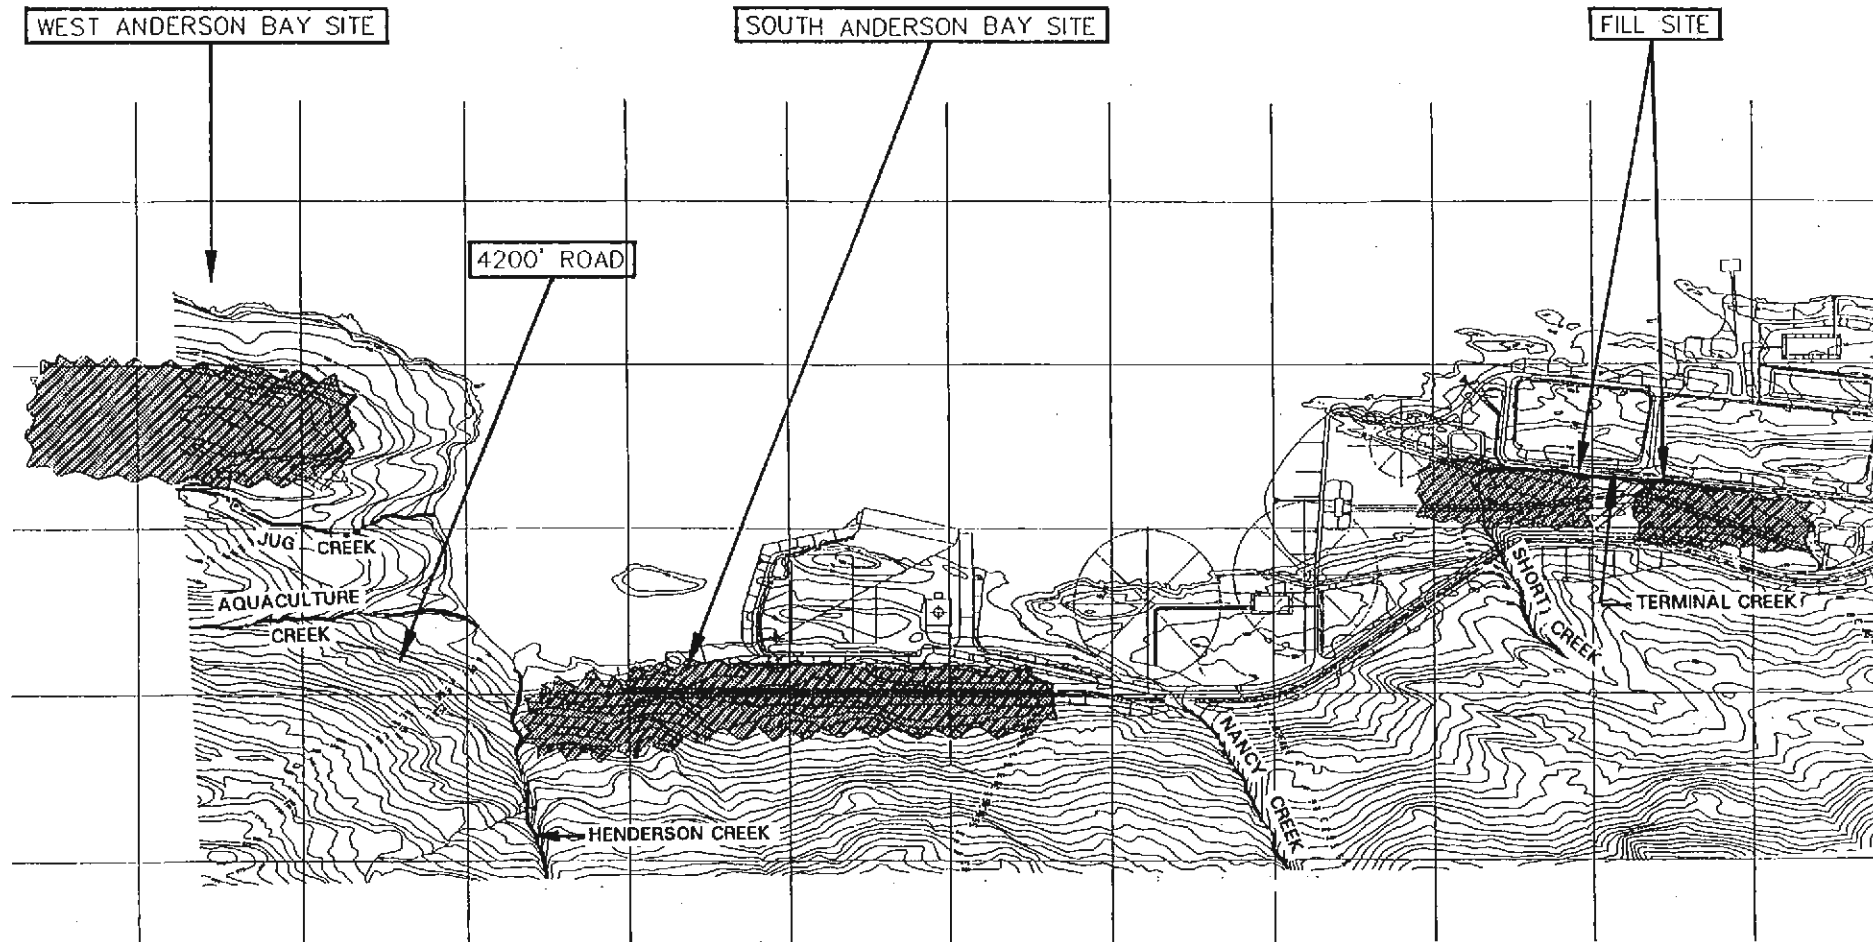 WEST ANDERSON BAY SITE
SOUTH ANDERSON BAY SITE
FILL SITE
4200' ROAD
JUG CREEK
AQUACULTURE
CREEK
SHORT CREEK
TERMINAL CREEK
NANCY CREEK
HENDERSON CREEK